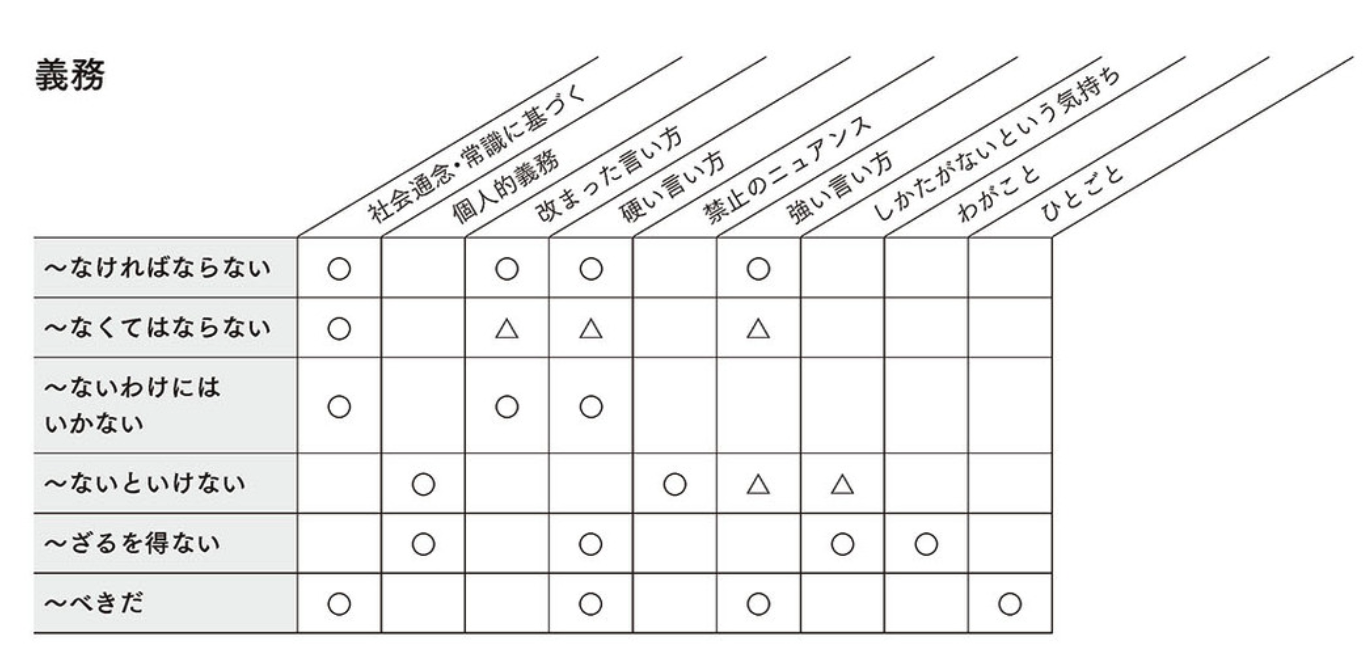 義務
社会通念・常識に基づく
個人的義務
改まった言い方
硬い言い方
禁止のニュアンス
強い言い方
しかたがないという気持ち
わがこと
ひとごと
〜なければならない ○ ○ ○ ○
〜なくてはならない ○ △ △ △
〜ないわけには
いかない ○ ○ ○
〜ないといけない ○ ○ △ △
〜ざるを得ない ○ ○ ○ ○
〜べきだ ○ ○ ○ ○